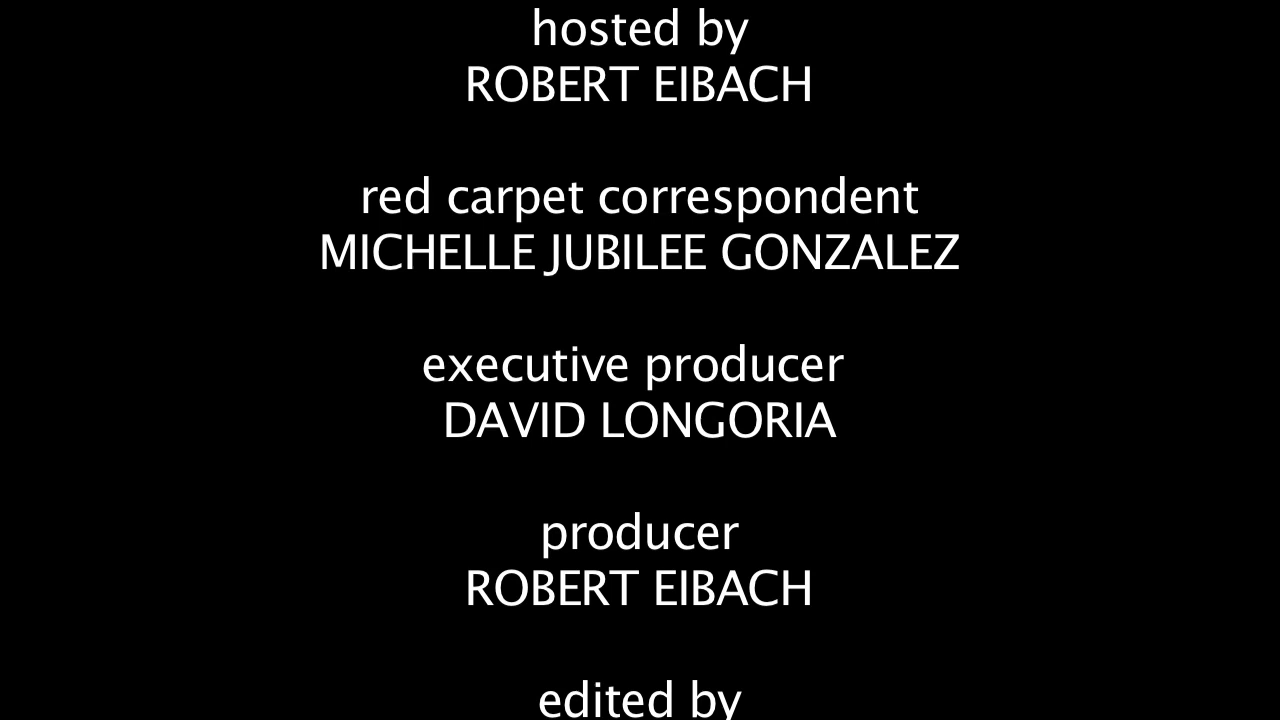 hosted by
ROBERT EIBACH
red carpet correspondent
MICHELLE JUBILEE GONZALEZ
executive producer
DAVID LONGORIA
producer
ROBERT EIBACH
edited by